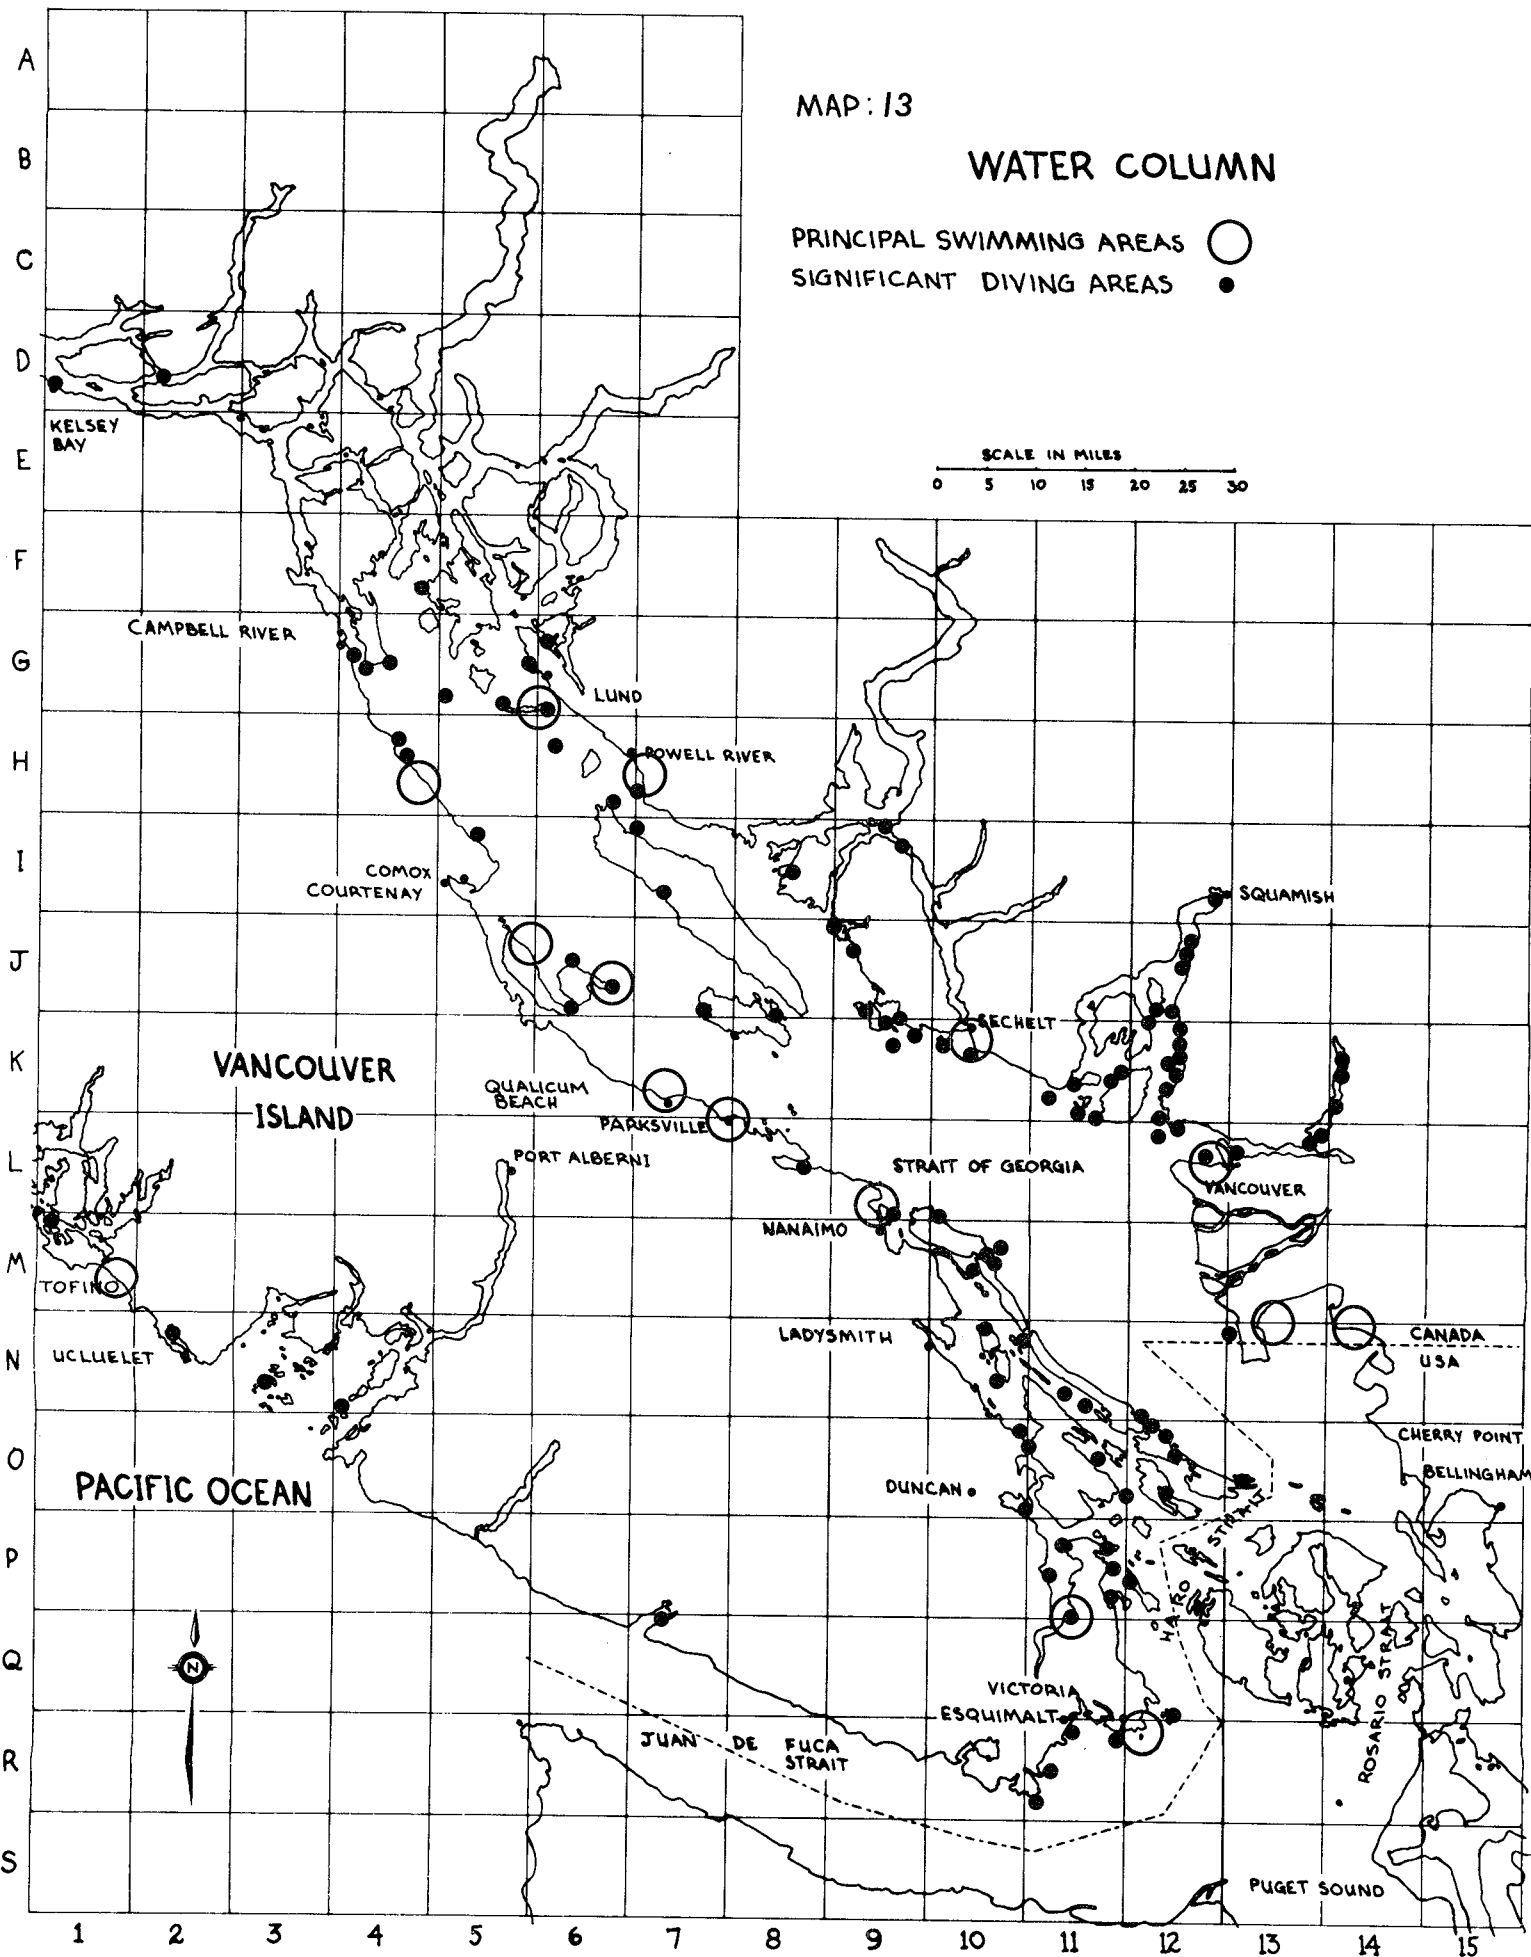 MAP: 13
WATER COLUMN
PRINCIPAL SWIMMING AREAS
SIGNIFICANT DIVING AREAS
SCALE IN MILES
0 5 10 15 20 25 30
A
B
C
D
E
F
G
H
I
J
K
L
M
N
O
P
Q
R
S
KELSEY
BAY
CAMPBELL RIVER
LUND
POWELL RIVER
COMOX
COURTENAY
SQUAMISH
SECHELT
VANCOUVER
ISLAND
QUALICUM
BEACH
PARKSVILLE
PORT ALBERNI
STRAIT OF GEORGIA
VANCOUVER
NANAIMO
TOFINO
UCLUELET
LADYSMITH
CANADA
USA
CHERRY POINT
BELLINGHAM
PACIFIC OCEAN
DUNCAN
HARO STRAIT
ROSARIO STRAIT
N
VICTORIA
ESQUIMALT
JUAN DE FUCA
STRAIT
PUGET SOUND
1 2 3 4 5 6 7 8 9 10 11 12 13 14 15